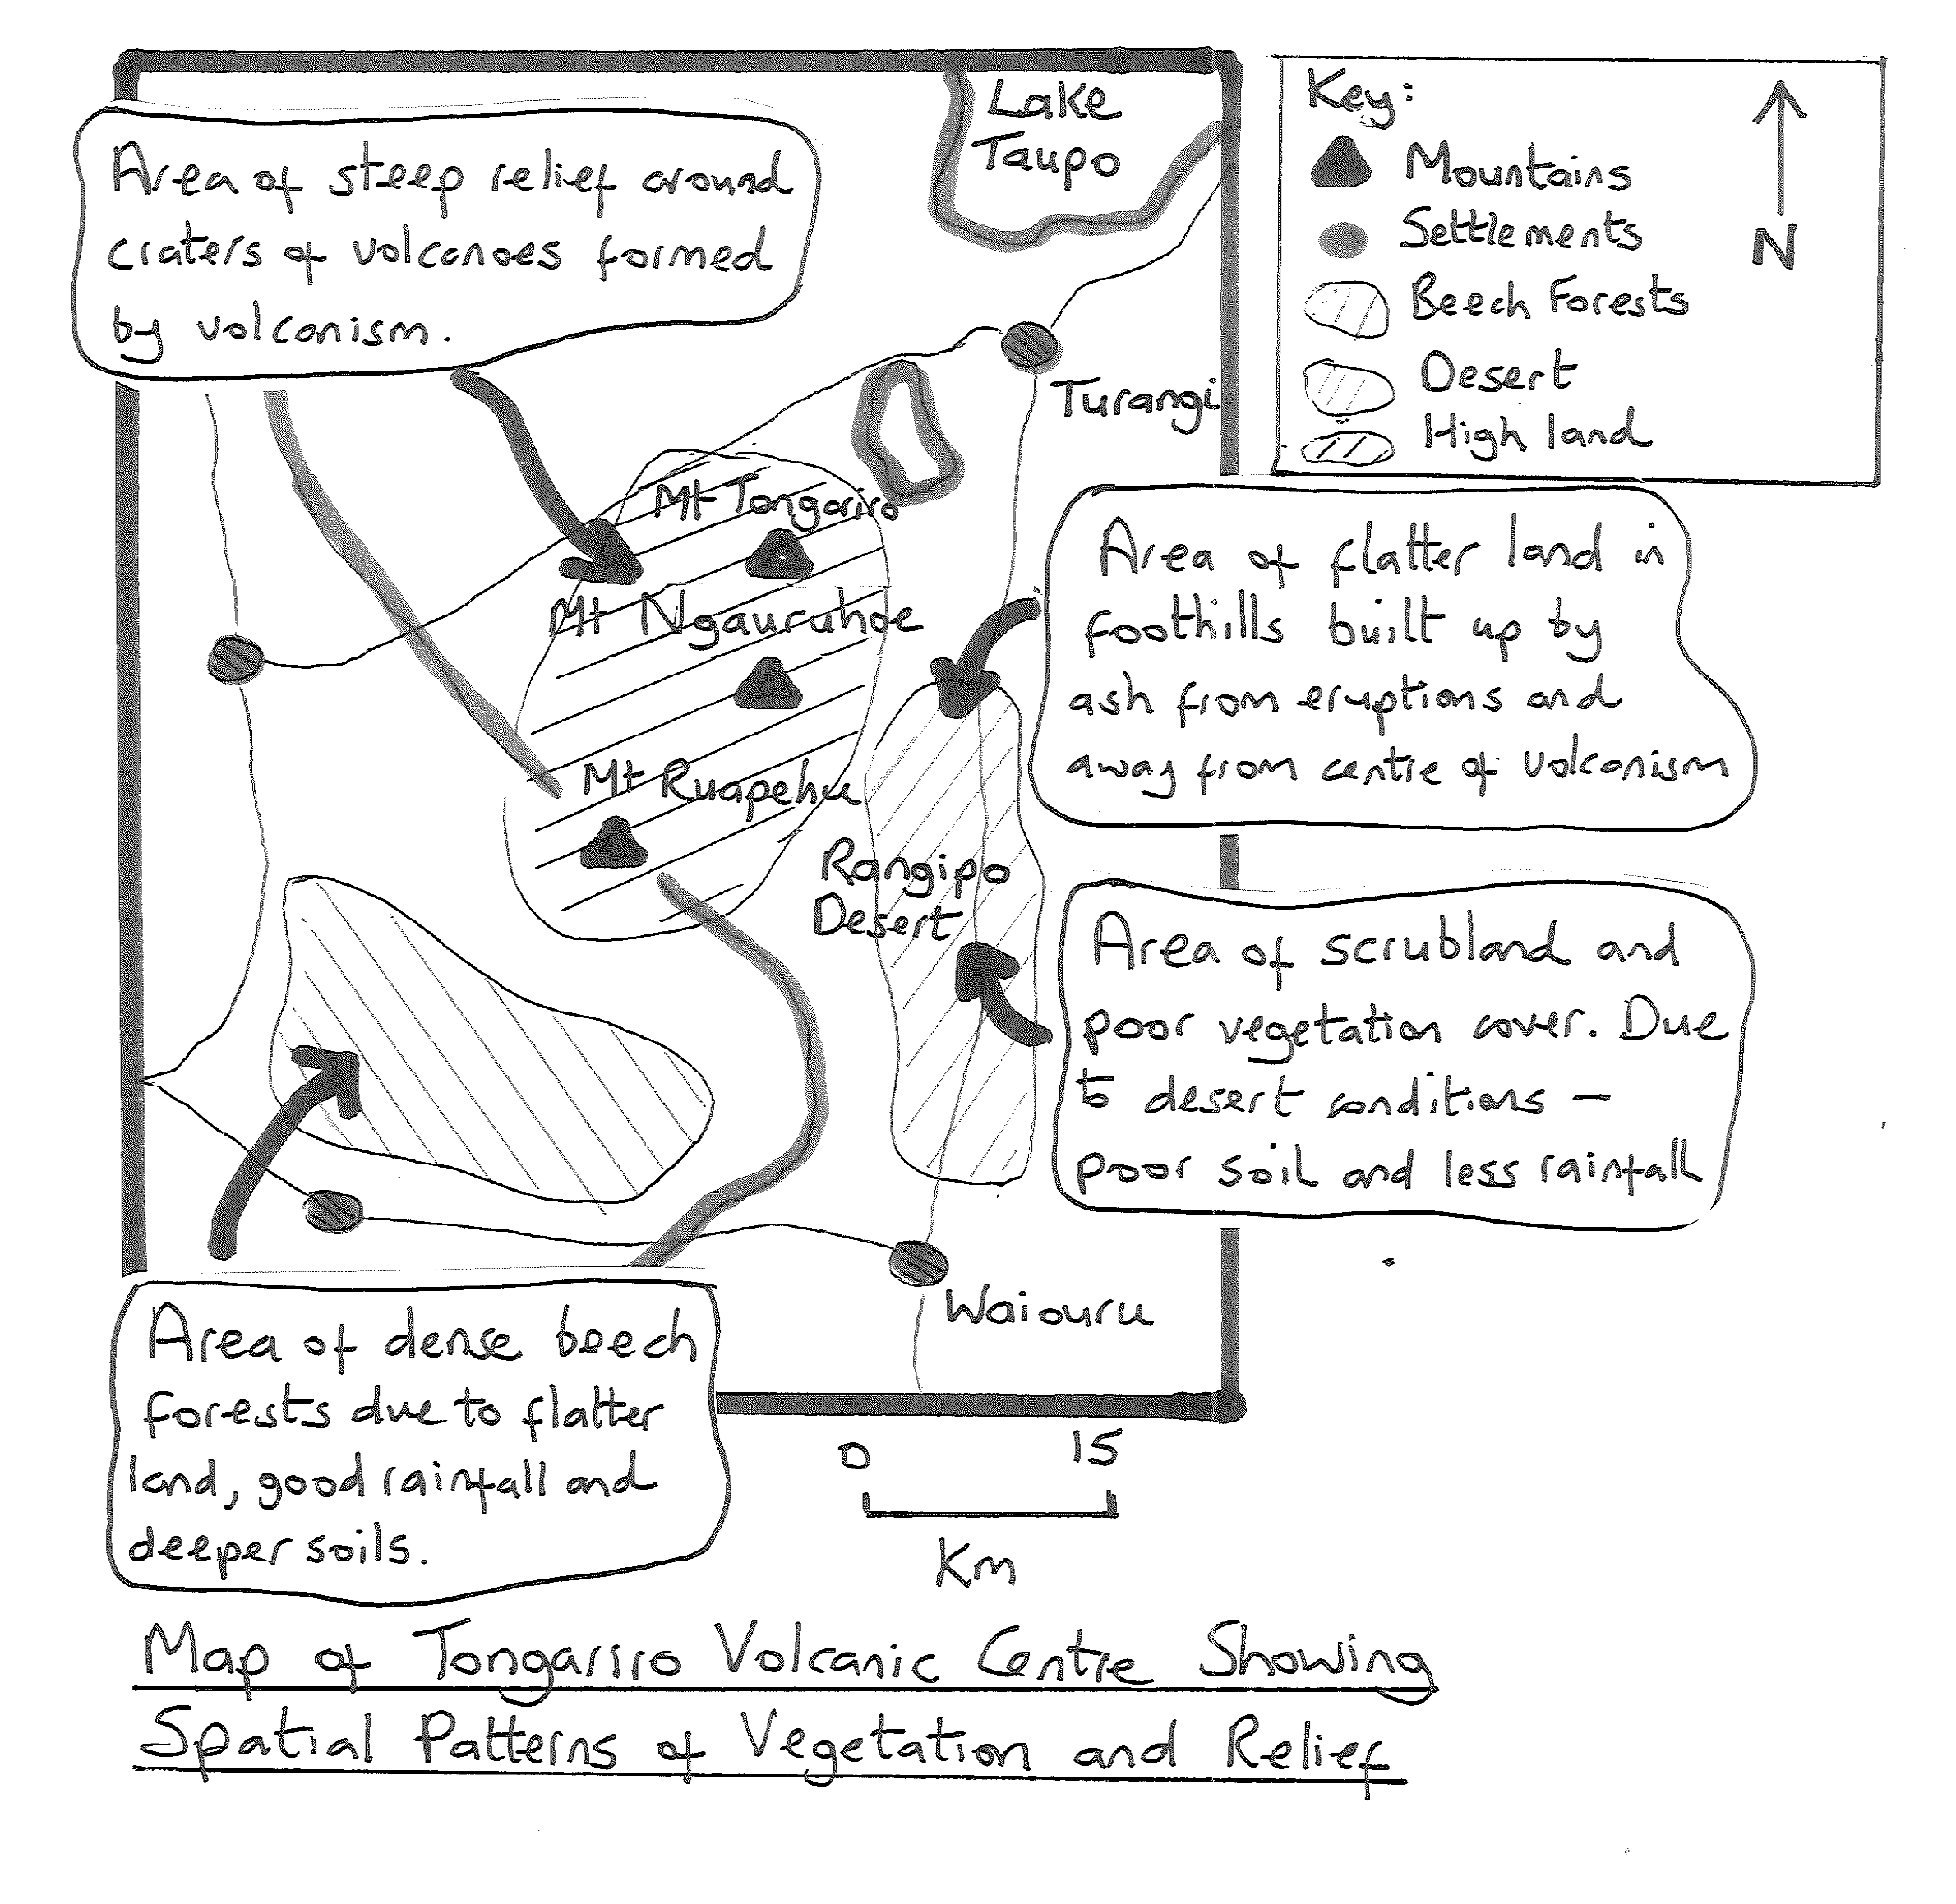 Lake
Taupo
Key:
Mountains
Settlements
Beech Forests
Desert
High land
N
Area of steep relief around
craters of volcanoes formed
by volcanism.
Turangi
Mt Tongariro
Mt Ngauruhoe
Mt Ruapehu
Rangipo
Desert
Area of flatter land in
foothills built up by
ash from eruptions and
away from centre of volcanism
Area of scrubland and
poor vegetation cover. Due
to desert conditions –
poor soil and less rainfall
Waiouru
Area of dense beech
forests due to flatter
land, good rainfall and
deeper soils.
0 15
Km
Map of Tongariro Volcanic Centre Showing
Spatial Patterns of Vegetation and Relief